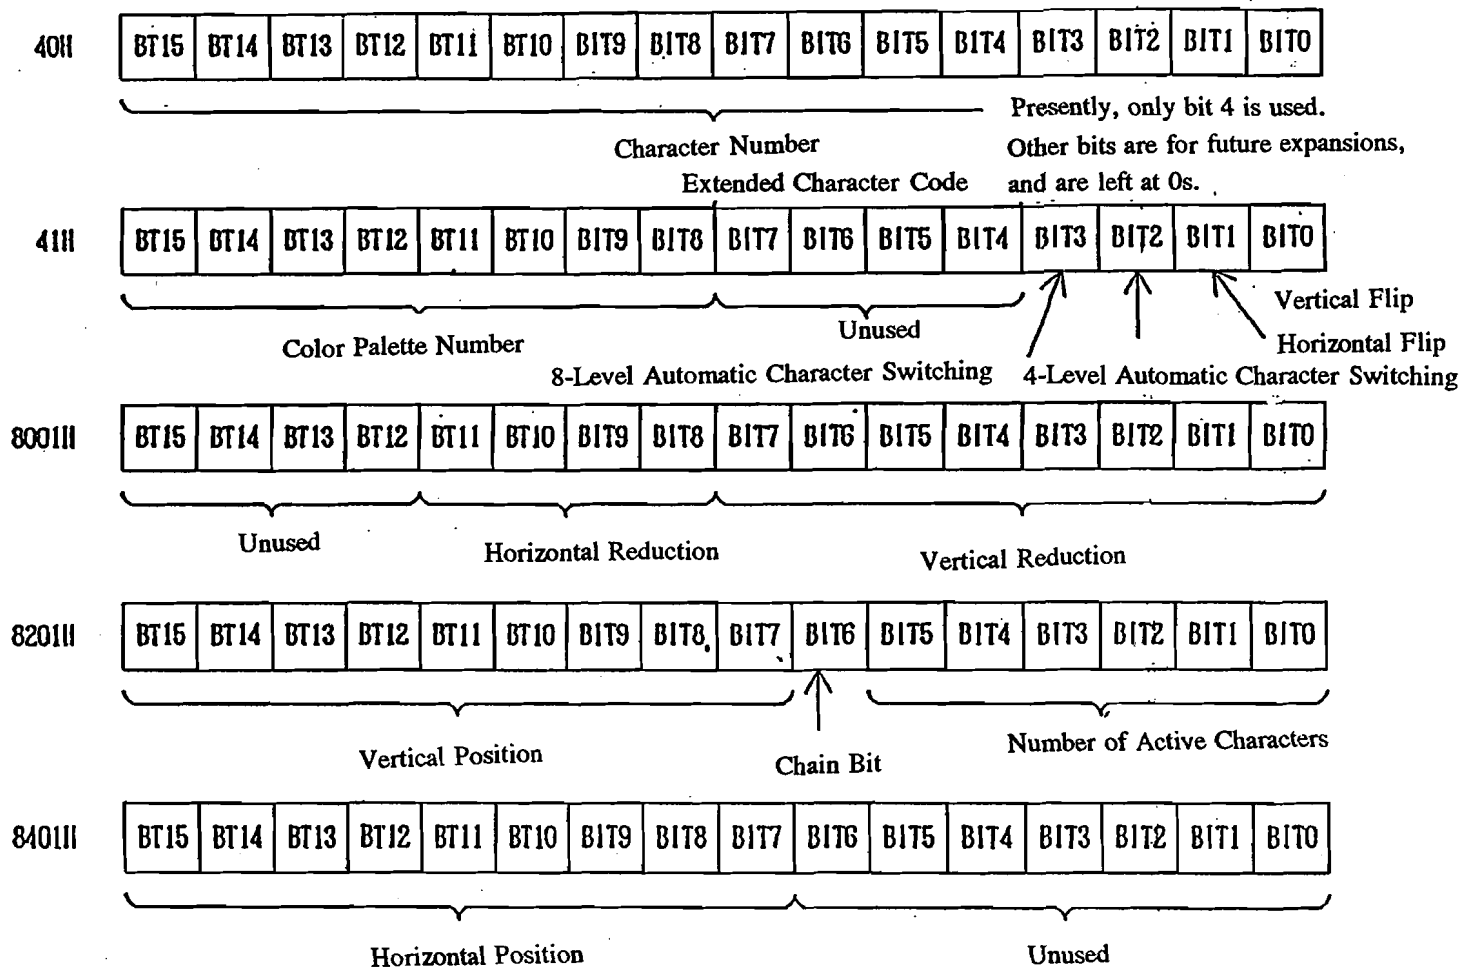 40H BT15 BT14 BT13 BT12 BT11 BT10 BIT9 BIT8 BIT7 BIT6 BIT5 BIT4 BIT3 BIT2 BIT1 BIT0
Presently, only bit 4 is used.
Character Number
Other bits are for future expansions,
Extended Character Code
and are left at 0s.
41H BT15 BT14 BT13 BT12 BT11 BT10 BIT9 BIT8 BIT7 BIT6 BIT5 BIT4 BIT3 BIT2 BIT1 BIT0
Vertical Flip
Color Palette Number
Unused
Horizontal Flip
8-Level Automatic Character Switching
4-Level Automatic Character Switching
8001H BT15 BT14 BT13 BT12 BT11 BT10 BIT9 BIT8 BIT7 BIT6 BIT5 BIT4 BIT3 BIT2 BIT1 BIT0
Unused
Horizontal Reduction
Vertical Reduction
8201H BT15 BT14 BT13 BT12 BT11 BT10 BIT9 BIT8 BIT7 BIT6 BIT5 BIT4 BIT3 BIT2 BIT1 BIT0
Vertical Position
Chain Bit
Number of Active Characters
8401H BT15 BT14 BT13 BT12 BT11 BT10 BIT9 BIT8 BIT7 BIT6 BIT5 BIT4 BIT3 BIT2 BIT1 BIT0
Horizontal Position
Unused